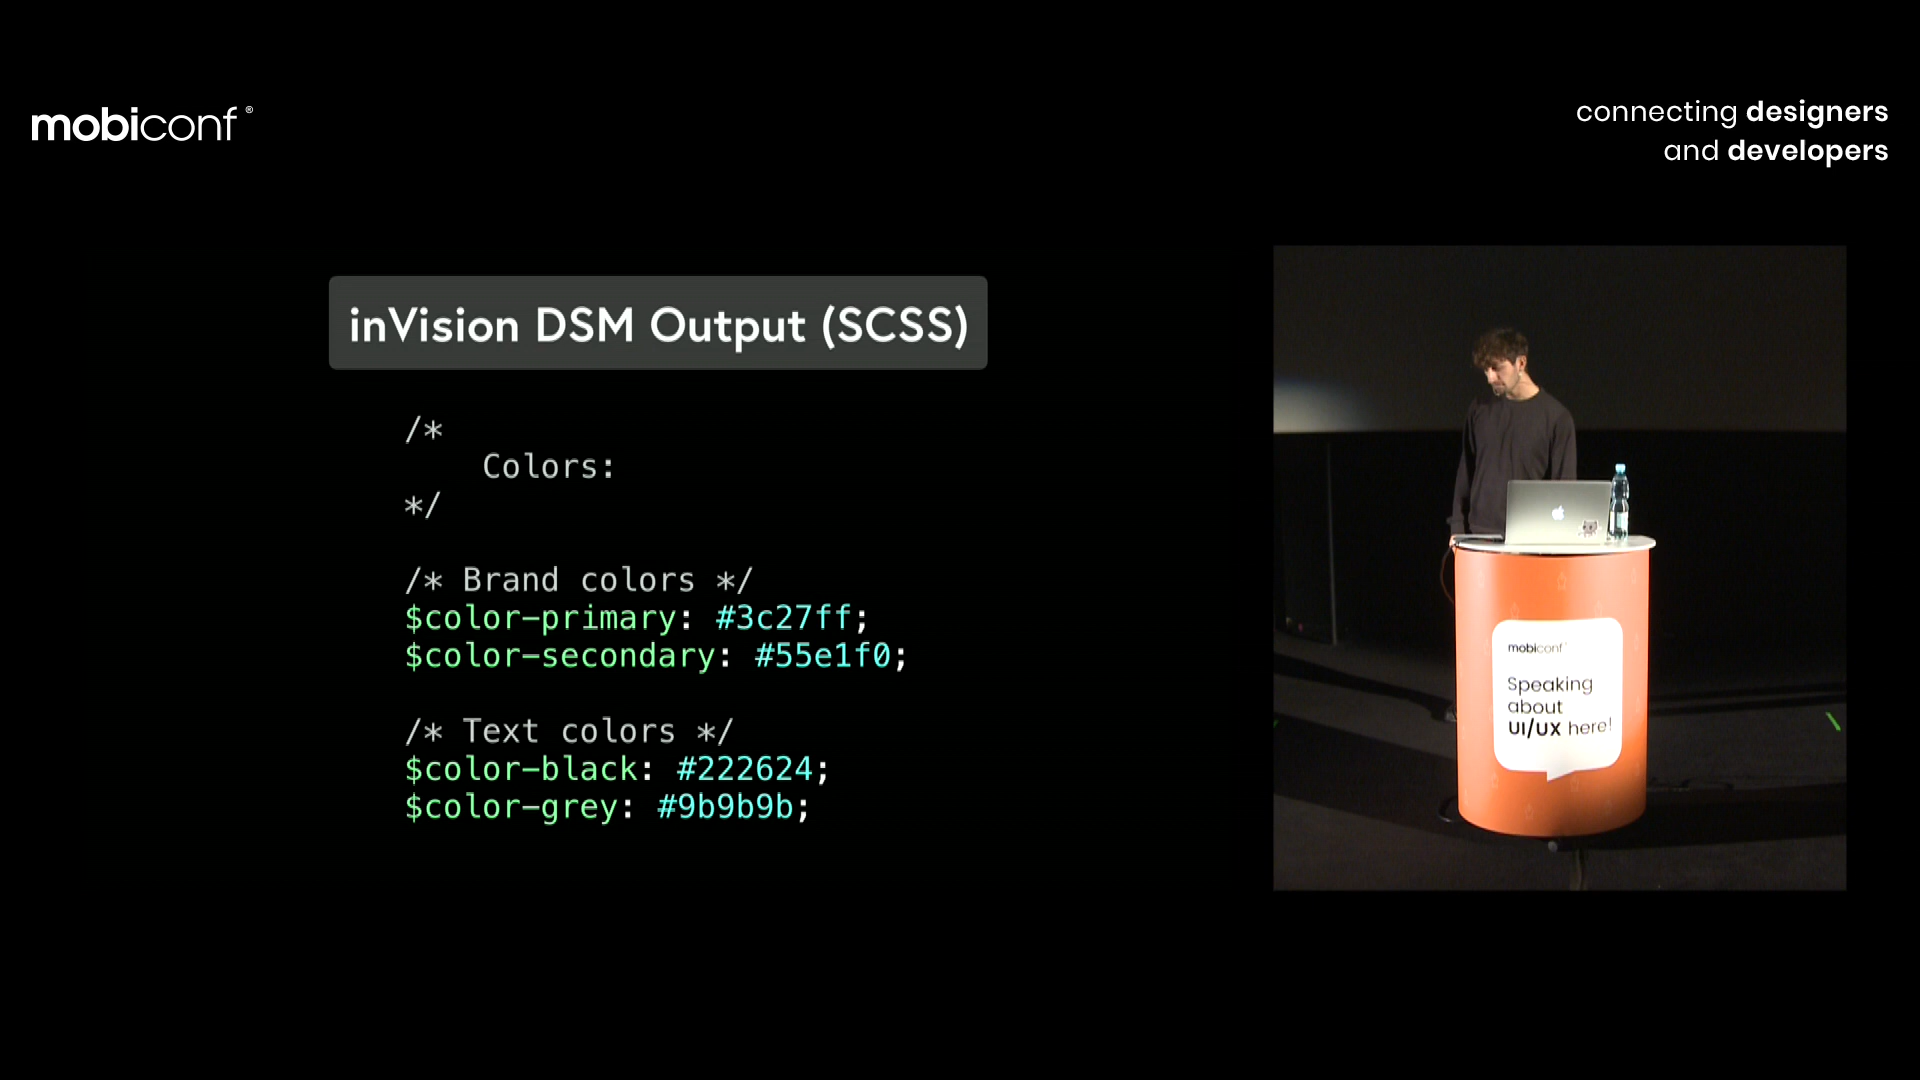 mobiconf®
connecting designers
and developers
inVision DSM Output (SCSS)
/*
Colors:
*/
/* Brand colors */
$color-primary: #3c27ff;
$color-secondary: #55e1f0;
/* Text colors */
$color-black: #222624;
$color-grey: #9b9b9b;
mobiconf
Speaking
about
UI/UX here!